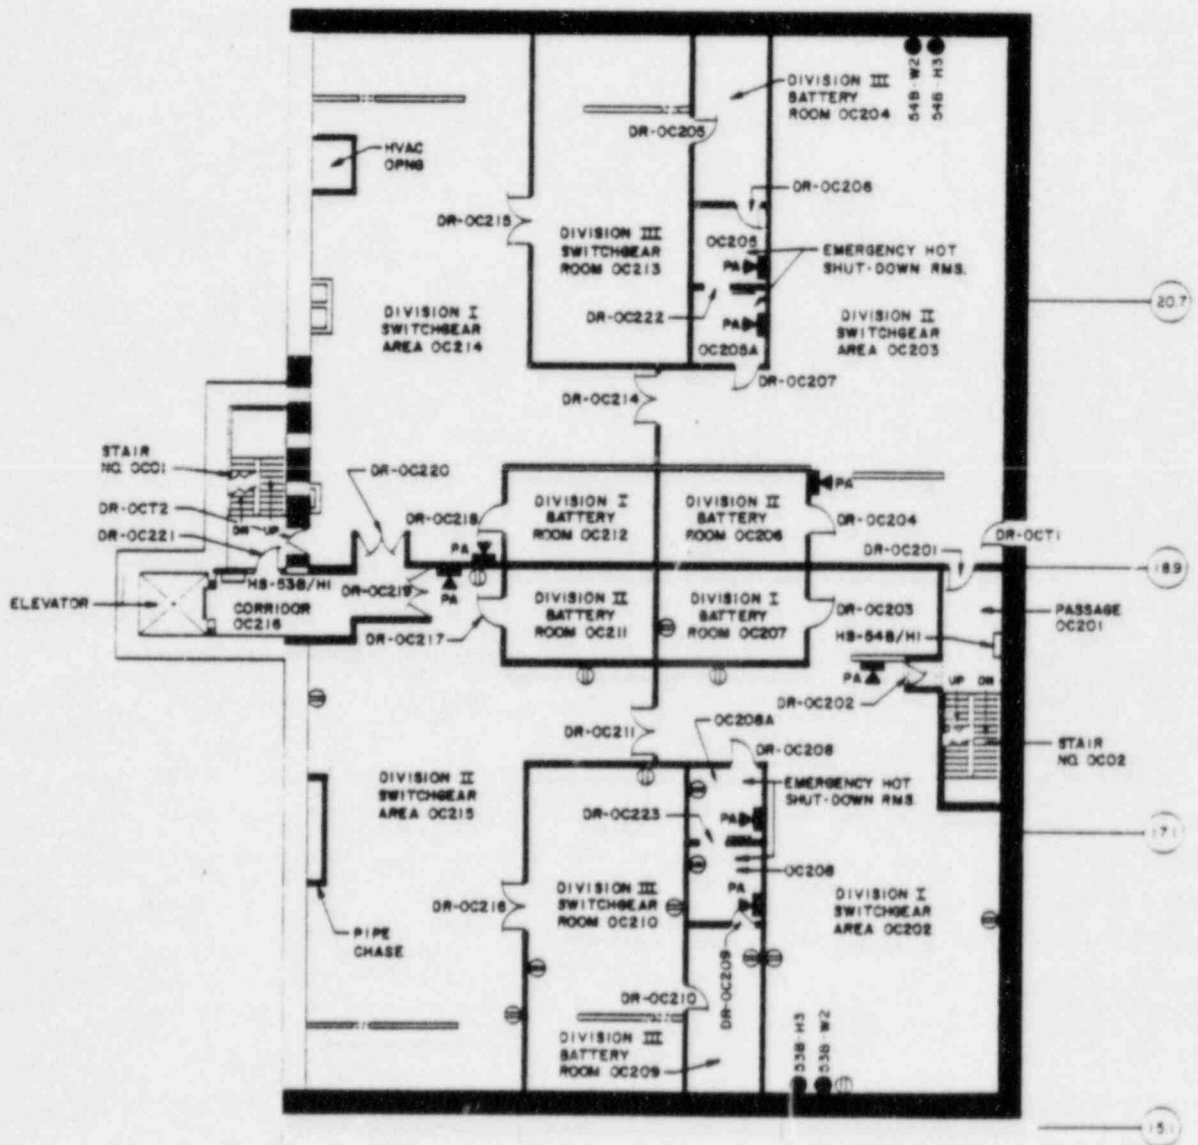 54B-W2
54B-H3
DIVISION III
BATTERY
ROOM OC204
DR-OC205
HVAC
OPNG
DR-OC206
DR-OC215
OC205
DIVISION III
SWITCHGEAR
ROOM OC213
EMERGENCY HOT
SHUT-DOWN RMS.
PA
20.7
DIVISION I
SWITCHGEAR
AREA OC214
DR-OC222
PA
DIVISION II
SWITCHGEAR
AREA OC203
OC205A
DR-OC207
DR-OC214
STAIR
NO. OC01
DR-OC220
PA
DIVISION I
BATTERY
ROOM OC212
DIVISION II
BATTERY
ROOM OC206
DR-OCT2
DR-OC218
DR-OC204
DN UP
DR-OC221
PA
DR-OC201
DR-OCT1
18.9
HS-53B/H1
DR-OC219
PA
ELEVATOR
CORRIDOR
OC216
DIVISION II
BATTERY
ROOM OC211
DIVISION I
BATTERY
ROOM OC207
DR-OC203
PASSAGE
OC201
DR-OC217
HS-54B/H1
PA
UP DN
DR-OC202
OC208A
DR-OC211
DR-OC208
STAIR
NO. OC02
DIVISION II
SWITCHGEAR
AREA OC215
EMERGENCY HOT
SHUT-DOWN RMS.
DR-OC223
PA
17.1
OC208
DIVISION III
SWITCHGEAR
ROOM OC210
PA
DIVISION I
SWITCHGEAR
AREA OC202
DR-OC216
PIPE
CHASE
DR-OC209
DR-OC210
DIVISION III
BATTERY
ROOM OC209
53B-H3
53B-W2
15.1